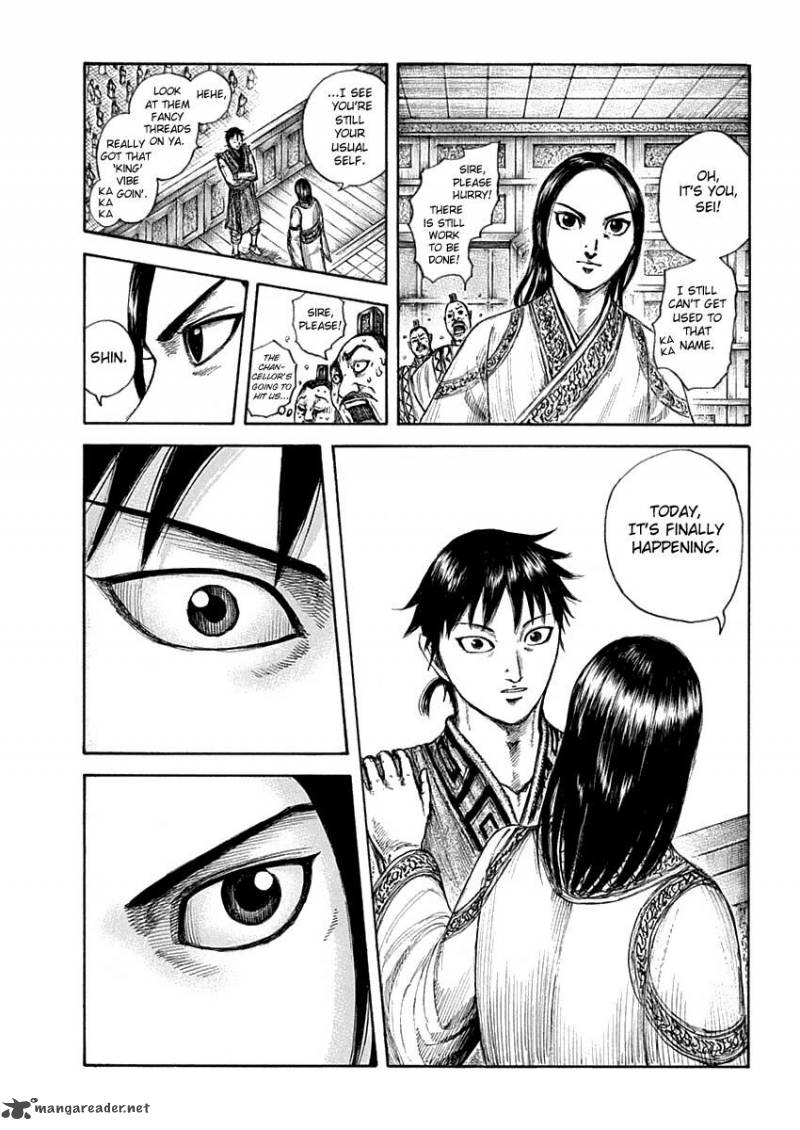 OH,
IT'S YOU,
SEI!
I STILL
CAN'T GET
USED TO
THAT
NAME.
KA
KA
SIRE,
PLEASE
HURRY!
THERE
IS STILL
WORK
TO BE
DONE!
...I SEE
YOU'RE
STILL
YOUR
USUAL
SELF.
HEHE,
LOOK
AT THEM
FANCY
THREADS
ON YA.
REALLY
GOT THAT
'KING'
VIBE
GOIN'.
KA
KA
KA
SIRE,
PLEASE!
THE
CHAN-
CELLOR'S
GOING TO
HIT US...
SHIN.
TODAY,
IT'S FINALLY
HAPPENING.
mangareader.net